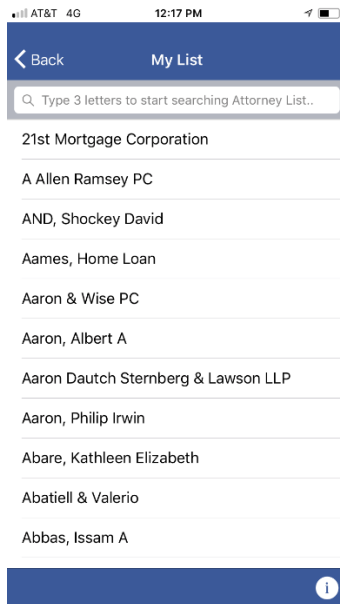 AT&T 4G 12:17 PM
Back My List
Type 3 letters to start searching Attorney List..
21st Mortgage Corporation
A Allen Ramsey PC
AND, Shockey David
Aames, Home Loan
Aaron & Wise PC
Aaron, Albert A
Aaron Dautch Sternberg & Lawson LLP
Aaron, Philip Irwin
Abare, Kathleen Elizabeth
Abatiell & Valerio
Abbas, Issam A
i